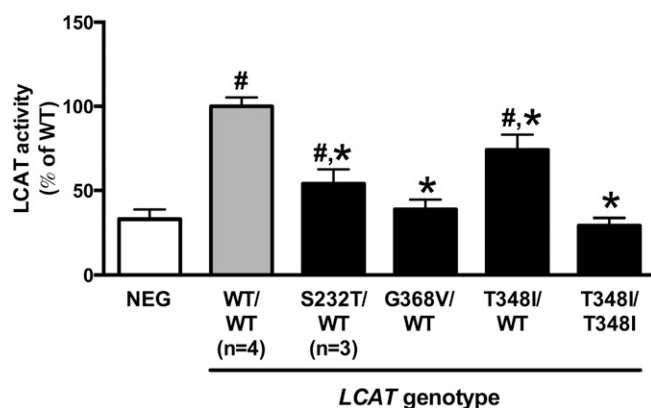 150
100
50
0
LCAT activity
(% of WT)
#
#,*
*
#,*
*
NEG
WT/
WT
(n=4)
S232T/
WT
(n=3)
G368V/
WT
T348I/
WT
T348I/
T348I
LCAT genotype